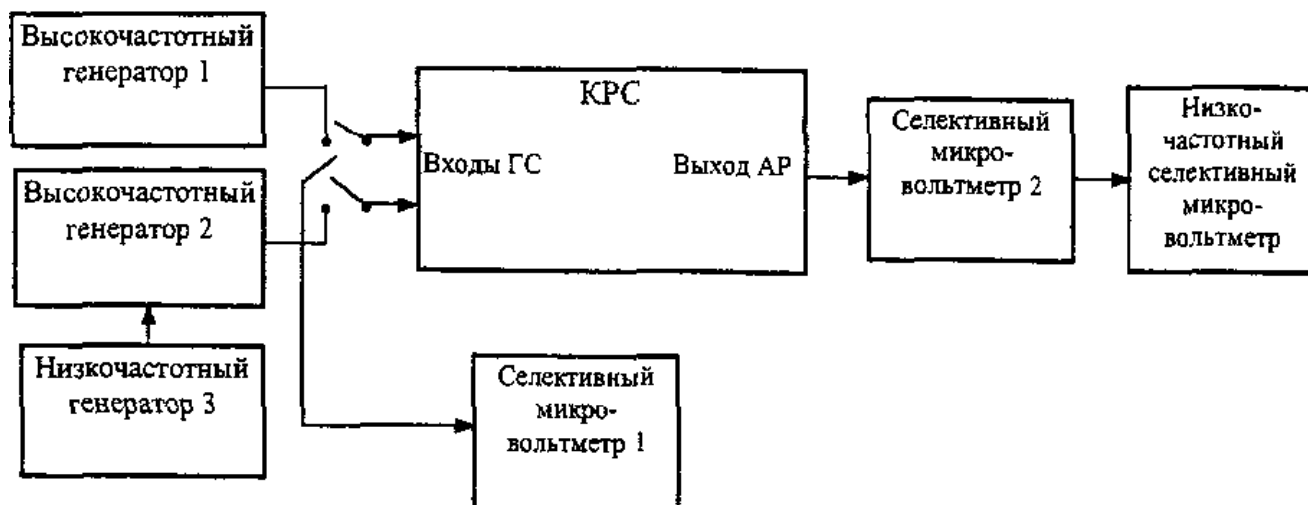 Высокочастотный
генератор 1
Высокочастотный
генератор 2
Низкочастотный
генератор 3
КРС
Входы ГС
Выход АР
Селективный
микро-
вольтметр 1
Селективный
микро-
вольтметр 2
Низко-
частотный
селективный
микро-
вольтметр